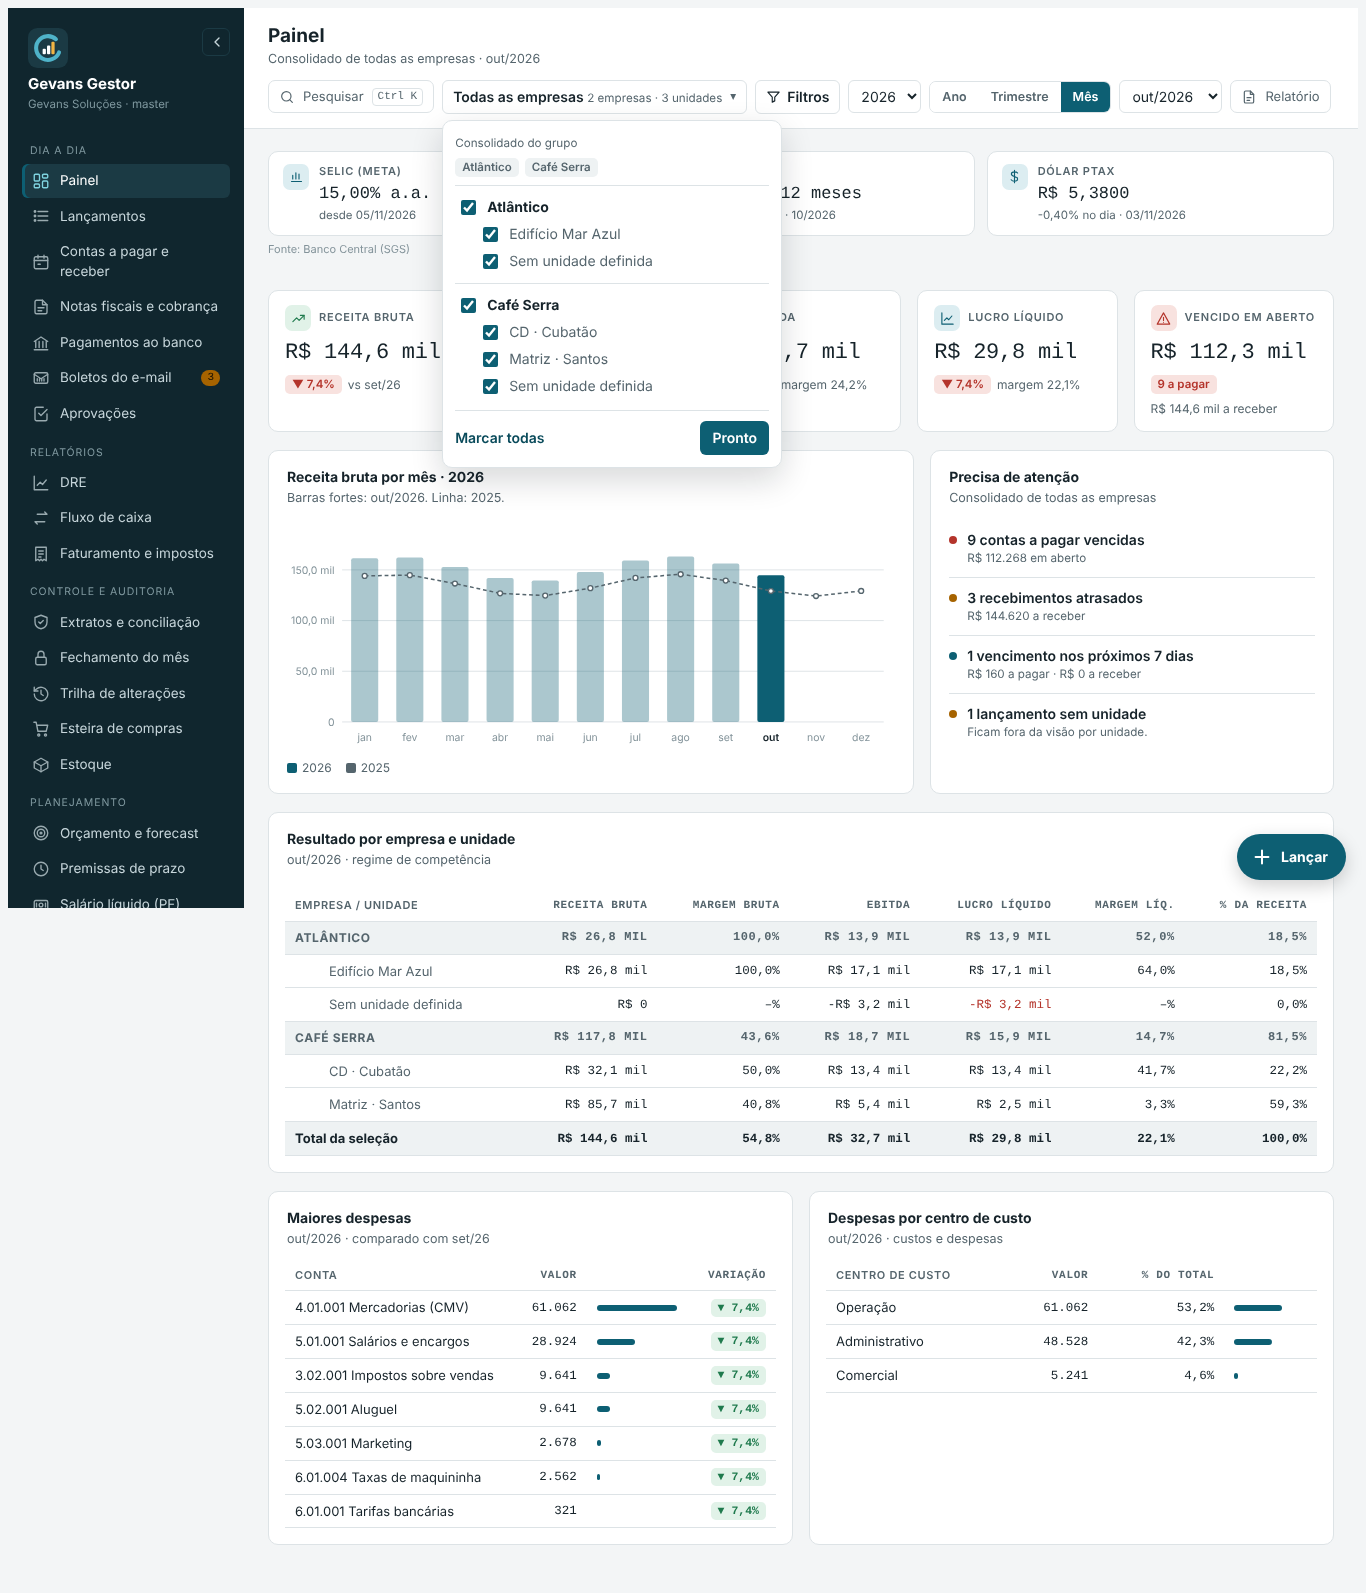 Gevans Gestor
Gevans Soluções · master
DIA A DIA
Painel
Lançamentos
Contas a pagar e
receber
Notas fiscais e cobrança
Pagamentos ao banco
Boletos do e-mail 3
Aprovações
RELATÓRIOS
DRE
Fluxo de caixa
Faturamento e impostos
CONTROLE E AUDITORIA
Extratos e conciliação
Fechamento do mês
Trilha de alterações
Esteira de compras
Estoque
PLANEJAMENTO
Orçamento e forecast
Premissas de prazo
Salário líquido (PF)
Painel
Consolidado de todas as empresas · out/2026
Pesquisar Ctrl K
Todas as empresas 2 empresas · 3 unidades ▾
Filtros
2026
Ano Trimestre Mês
out/2026
Relatório
Consolidado do grupo
Atlântico Café Serra
Atlântico
Edifício Mar Azul
Sem unidade definida
Café Serra
CD · Cubatão
Matriz · Santos
Sem unidade definida
Marcar todas Pronto
SELIC (META)
15,00% a.a.
desde 05/11/2026
12 meses
· 10/2026
DÓLAR PTAX
R$ 5,3800
-0,40% no dia · 03/11/2026
Fonte: Banco Central (SGS)
RECEITA BRUTA
R$ 144,6 mil
▼ 7,4% vs set/26
DA
,7 mil
margem 24,2%
LUCRO LÍQUIDO
R$ 29,8 mil
▼ 7,4% margem 22,1%
VENCIDO EM ABERTO
R$ 112,3 mil
9 a pagar
R$ 144,6 mil a receber
Receita bruta por mês · 2026
Barras fortes: out/2026. Linha: 2025.
150,0 mil
100,0 mil
50,0 mil
0
jan fev mar abr mai jun jul ago set out nov dez
2026 2025
Precisa de atenção
Consolidado de todas as empresas
9 contas a pagar vencidas
R$ 112.268 em aberto
3 recebimentos atrasados
R$ 144.620 a receber
1 vencimento nos próximos 7 dias
R$ 160 a pagar · R$ 0 a receber
1 lançamento sem unidade
Ficam fora da visão por unidade.
Resultado por empresa e unidade
out/2026 · regime de competência
Lançar
EMPRESA / UNIDADE RECEITA BRUTA MARGEM BRUTA EBITDA LUCRO LÍQUIDO MARGEM LÍQ. % DA RECEITA
ATLÂNTICO R$ 26,8 MIL 100,0% R$ 13,9 MIL R$ 13,9 MIL 52,0% 18,5%
Edifício Mar Azul R$ 26,8 mil 100,0% R$ 17,1 mil R$ 17,1 mil 64,0% 18,5%
Sem unidade definida R$ 0 –% -R$ 3,2 mil -R$ 3,2 mil –% 0,0%
CAFÉ SERRA R$ 117,8 MIL 43,6% R$ 18,7 MIL R$ 15,9 MIL 14,7% 81,5%
CD · Cubatão R$ 32,1 mil 50,0% R$ 13,4 mil R$ 13,4 mil 41,7% 22,2%
Matriz · Santos R$ 85,7 mil 40,8% R$ 5,4 mil R$ 2,5 mil 3,3% 59,3%
Total da seleção R$ 144,6 mil 54,8% R$ 32,7 mil R$ 29,8 mil 22,1% 100,0%
Maiores despesas
out/2026 · comparado com set/26
CONTA VALOR VARIAÇÃO
4.01.001 Mercadorias (CMV) 61.062 ▼ 7,4%
5.01.001 Salários e encargos 28.924 ▼ 7,4%
3.02.001 Impostos sobre vendas 9.641 ▼ 7,4%
5.02.001 Aluguel 9.641 ▼ 7,4%
5.03.001 Marketing 2.678 ▼ 7,4%
6.01.004 Taxas de maquininha 2.562 ▼ 7,4%
6.01.001 Tarifas bancárias 321 ▼ 7,4%
Despesas por centro de custo
out/2026 · custos e despesas
CENTRO DE CUSTO VALOR % DO TOTAL
Operação 61.062 53,2%
Administrativo 48.528 42,3%
Comercial 5.241 4,6%